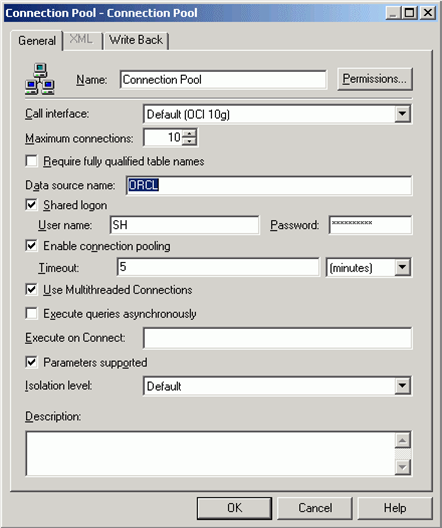 Connection Pool - Connection Pool
General XML Write Back
Name: Connection Pool Permissions...
Call interface: Default (OCI 10g)
Maximum connections: 10
Require fully qualified table names
Data source name: ORCL
Shared logon
User name: SH Password: **********
Enable connection pooling
Timeout: 5 (minutes)
Use Multithreaded Connections
Execute queries asynchronously
Execute on Connect:
Parameters supported
Isolation level: Default
Description:
OK Cancel Help